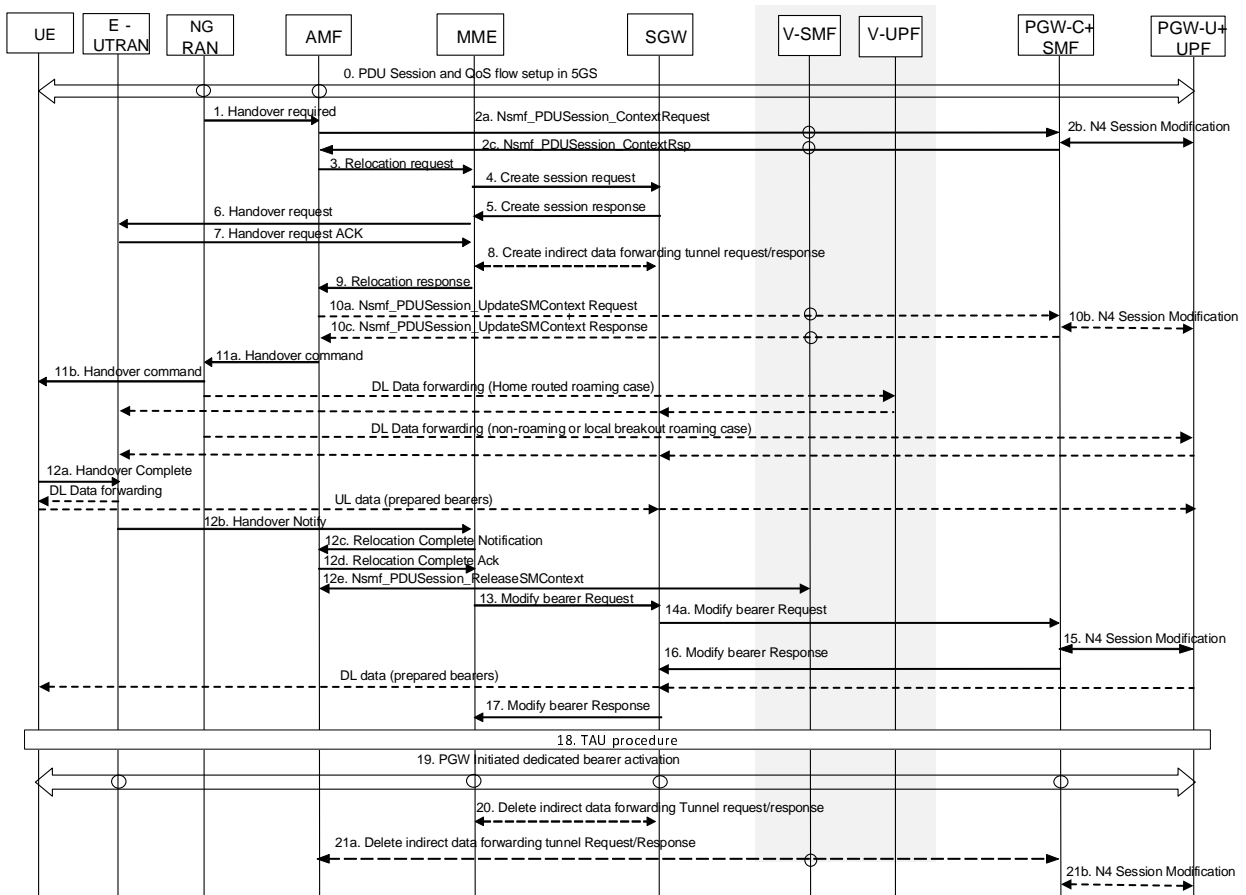 UE
E -
UTRAN
NG
RAN
AMF
MME
SGW
V-SMF
V-UPF
PGW-C+
SMF
PGW-U+
UPF
0. PDU Session and QoS flow setup in 5GS
1. Handover required
2a. Nsmf_PDUSession_ContextRequest
2b. N4 Session Modification
2c. Nsmf_PDUSession_ContextRsp
3. Relocation request
4. Create session request
5. Create session response
6. Handover request
7. Handover request ACK
8. Create indirect data forwarding tunnel request/response
9. Relocation response
10a. Nsmf_PDUSession_UpdateSMContext Request
10b. N4 Session Modification
10c. Nsmf_PDUSession_UpdateSMContext Response
11a. Handover command
11b. Handover command
DL Data forwarding (Home routed roaming case)
DL Data forwarding (non-roaming or local breakout roaming case)
12a. Handover Complete
DL Data forwarding
UL data (prepared bearers)
12b. Handover Notify
12c. Relocation Complete Notification
12d. Relocation Complete Ack
12e. Nsmf_PDUSession_ReleaseSMContext
13. Modify bearer Request
14a. Modify bearer Request
15. N4 Session Modification
16. Modify bearer Response
DL data (prepared bearers)
17. Modify bearer Response
18. TAU procedure
19. PGW Initiated dedicated bearer activation
20. Delete indirect data forwarding Tunnel request/response
21a. Delete indirect data forwarding tunnel Request/Response
21b. N4 Session Modification